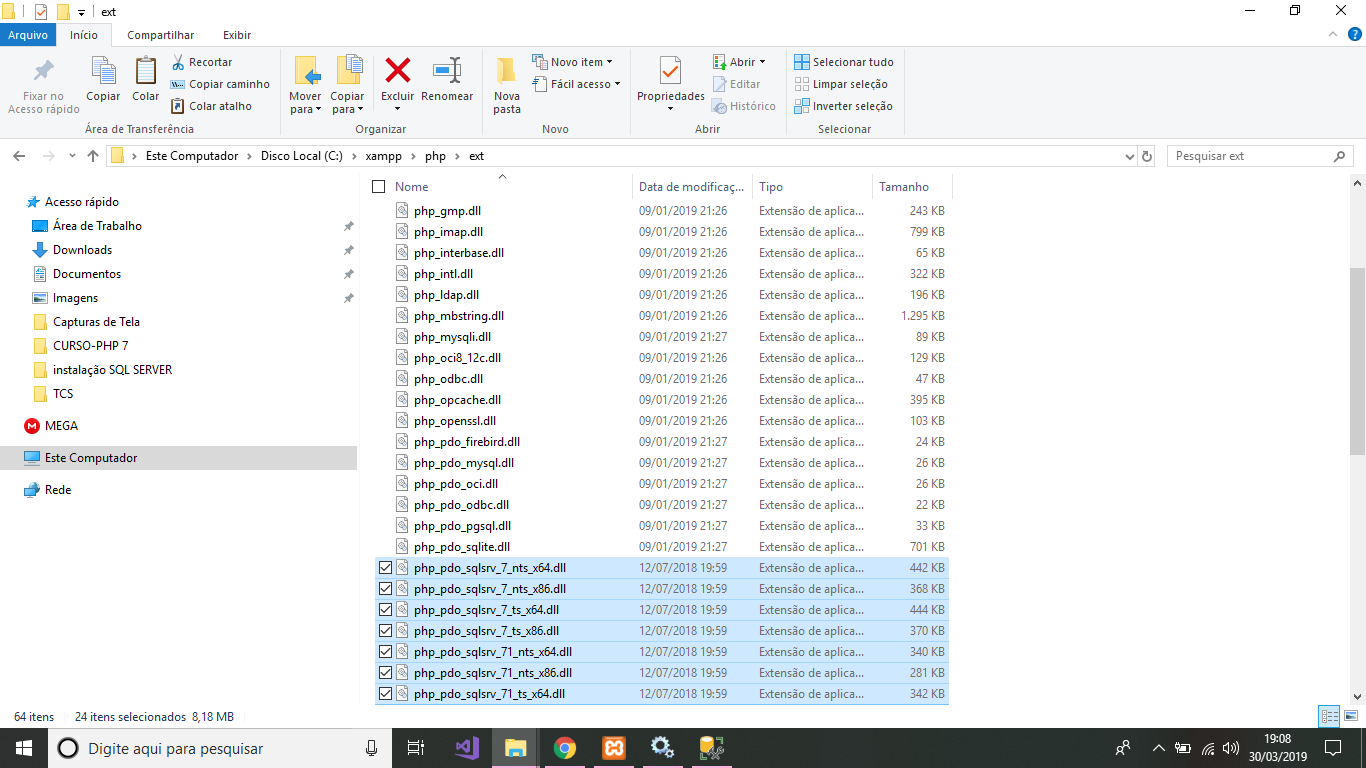 ext
Arquivo Início Compartilhar Exibir
Fixar no Acesso rápido
Copiar
Colar
Recortar
Copiar caminho
Colar atalho
Área de Transferência
Mover para
Copiar para
Excluir
Renomear
Organizar
Nova pasta
Novo item
Fácil acesso
Novo
Propriedades
Abrir
Editar
Histórico
Abrir
Selecionar tudo
Limpar seleção
Inverter seleção
Selecionar
Este Computador > Disco Local (C:) > xampp > php > ext
Pesquisar ext
Acesso rápido
Área de Trabalho
Downloads
Documentos
Imagens
Capturas de Tela
CURSO-PHP 7
instalação SQL SERVER
TCS
MEGA
Este Computador
Rede
Nome Data de modificaç... Tipo Tamanho
php_gmp.dll 09/01/2019 21:26 Extensão de aplica... 243 KB
php_imap.dll 09/01/2019 21:26 Extensão de aplica... 799 KB
php_interbase.dll 09/01/2019 21:26 Extensão de aplica... 65 KB
php_intl.dll 09/01/2019 21:26 Extensão de aplica... 322 KB
php_ldap.dll 09/01/2019 21:26 Extensão de aplica... 196 KB
php_mbstring.dll 09/01/2019 21:26 Extensão de aplica... 1.295 KB
php_mysqli.dll 09/01/2019 21:27 Extensão de aplica... 89 KB
php_oci8_12c.dll 09/01/2019 21:26 Extensão de aplica... 129 KB
php_odbc.dll 09/01/2019 21:26 Extensão de aplica... 47 KB
php_opcache.dll 09/01/2019 21:26 Extensão de aplica... 395 KB
php_openssl.dll 09/01/2019 21:26 Extensão de aplica... 103 KB
php_pdo_firebird.dll 09/01/2019 21:27 Extensão de aplica... 24 KB
php_pdo_mysql.dll 09/01/2019 21:27 Extensão de aplica... 26 KB
php_pdo_oci.dll 09/01/2019 21:27 Extensão de aplica... 26 KB
php_pdo_odbc.dll 09/01/2019 21:27 Extensão de aplica... 22 KB
php_pdo_pgsql.dll 09/01/2019 21:27 Extensão de aplica... 33 KB
php_pdo_sqlite.dll 09/01/2019 21:27 Extensão de aplica... 701 KB
php_pdo_sqlsrv_7_nts_x64.dll 12/07/2018 19:59 Extensão de aplica... 442 KB
php_pdo_sqlsrv_7_nts_x86.dll 12/07/2018 19:59 Extensão de aplica... 368 KB
php_pdo_sqlsrv_7_ts_x64.dll 12/07/2018 19:59 Extensão de aplica... 444 KB
php_pdo_sqlsrv_7_ts_x86.dll 12/07/2018 19:59 Extensão de aplica... 370 KB
php_pdo_sqlsrv_71_nts_x64.dll 12/07/2018 19:59 Extensão de aplica... 340 KB
php_pdo_sqlsrv_71_nts_x86.dll 12/07/2018 19:59 Extensão de aplica... 281 KB
php_pdo_sqlsrv_71_ts_x64.dll 12/07/2018 19:59 Extensão de aplica... 342 KB
64 itens 24 itens selecionados 8,18 MB
Digite aqui para pesquisar
19:08
30/03/2019